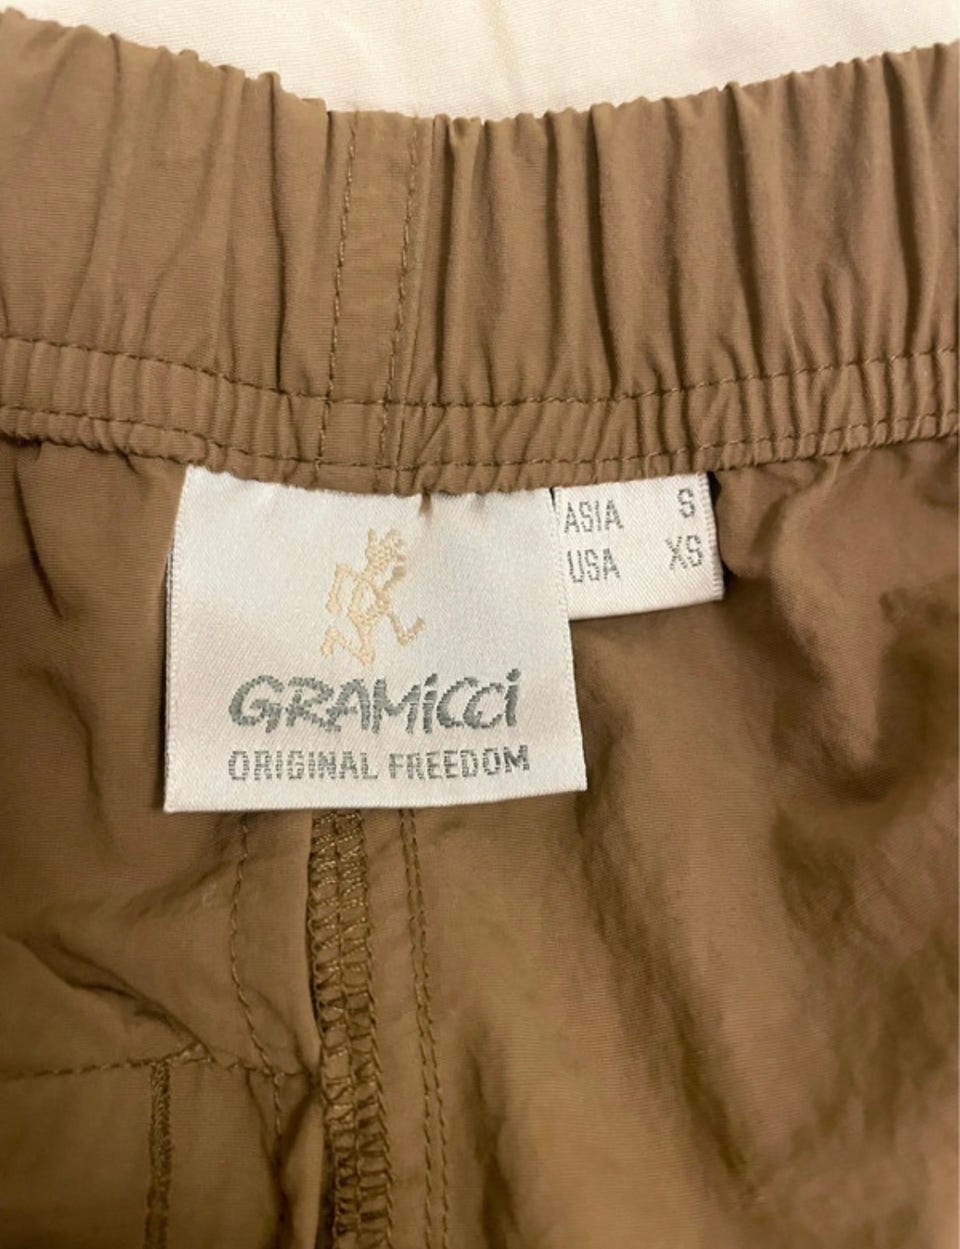 GRAMiCCi
ORIGINAL FREEDOM
ASIA S
USA XS